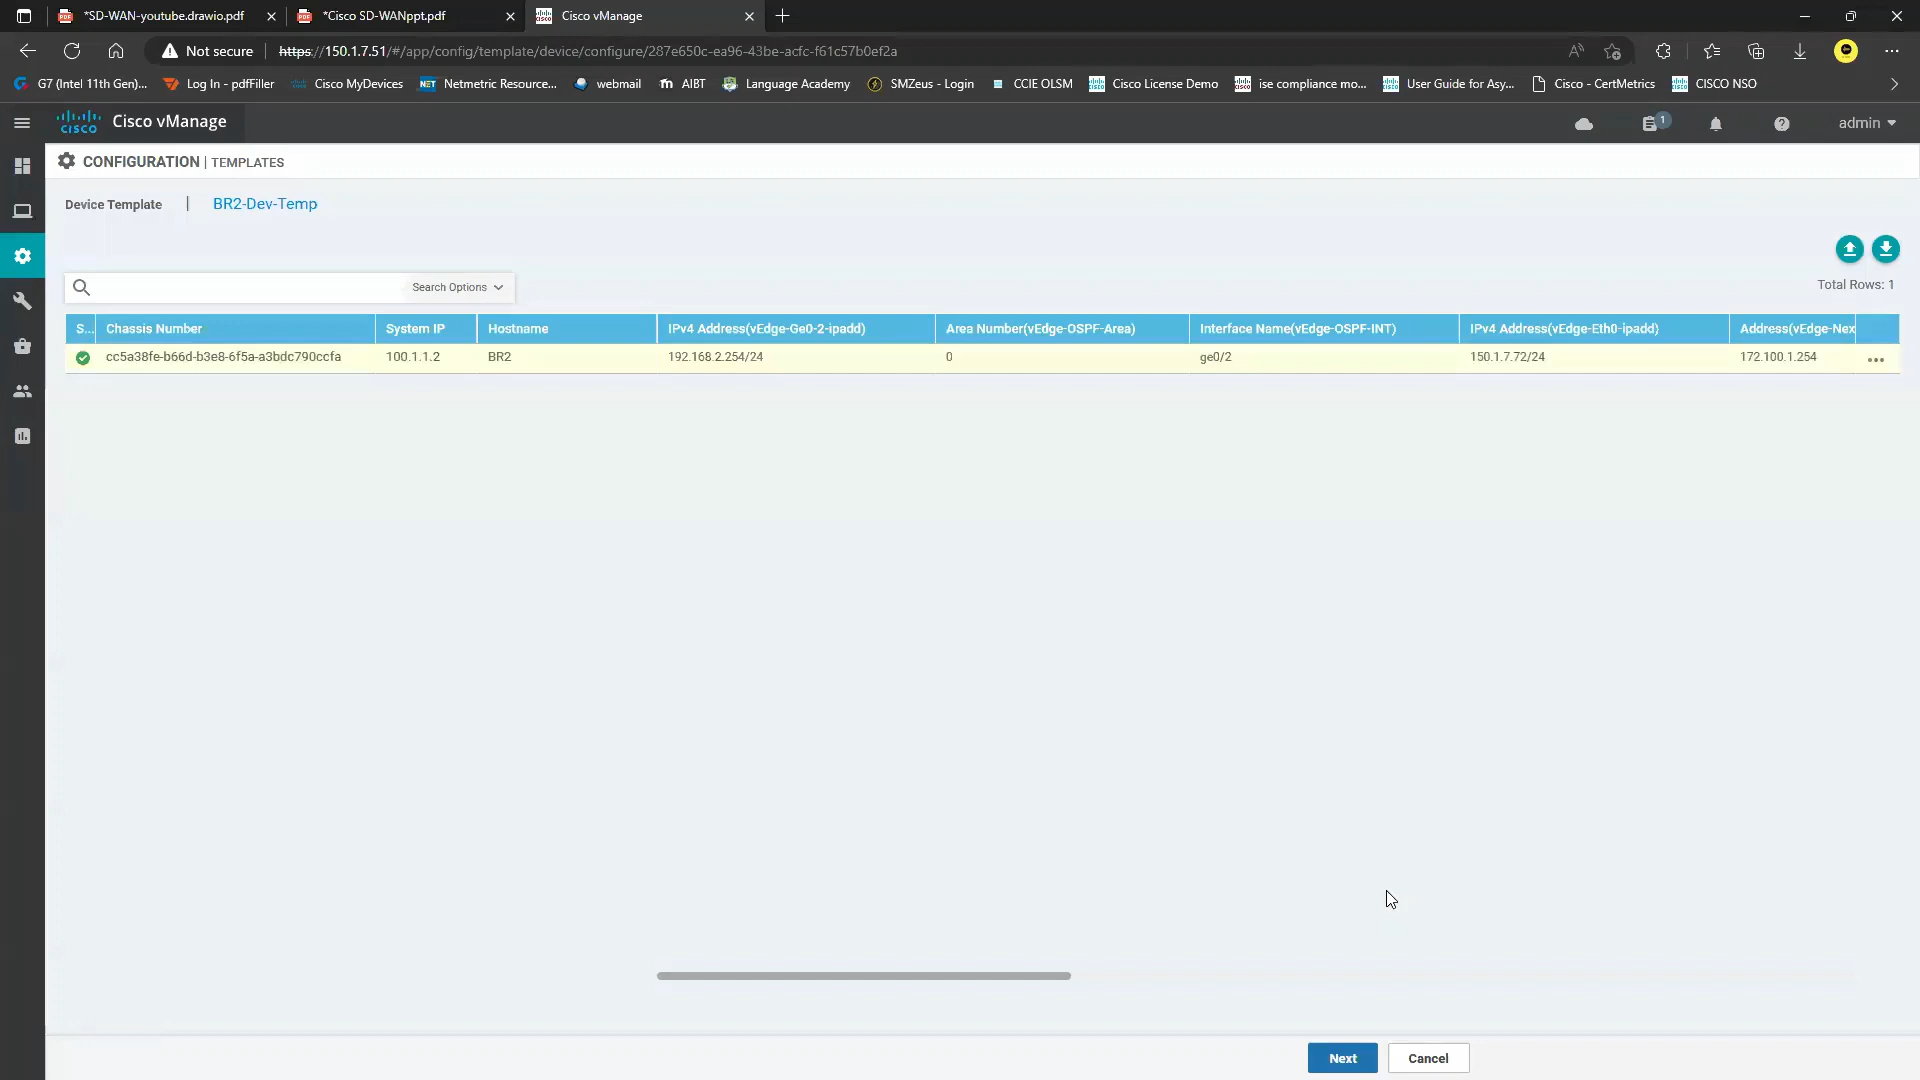 *SD-WAN-youtube.drawio.pdf
*Cisco SD-WANppt.pdf
Cisco vManage
Not secure
https://150.1.7.51/#/app/config/template/device/configure/287e650c-ea96-43be-acfc-f61c57b0ef2a
G7 (Intel 11th Gen)...
Log In - pdfFiller
Cisco MyDevices
NET
Netmetric Resource...
webmail
AIBT
Language Academy
SMZeus - Login
CCIE OLSM
Cisco License Demo
ise compliance mo...
User Guide for Asy...
Cisco - CertMetrics
CISCO NSO
CISCO
Cisco vManage
1
admin
CONFIGURATION | TEMPLATES
Device Template | BR2-Dev-Temp
Search Options
Total Rows: 1
S... Chassis Number System IP Hostname IPv4 Address(vEdge-Ge0-2-ipadd) Area Number(vEdge-OSPF-Area) Interface Name(vEdge-OSPF-INT) IPv4 Address(vEdge-Eth0-ipadd) Address(vEdge-Nex
cc5a38fe-b66d-b3e8-6f5a-a3bdc790ccfa 100.1.1.2 BR2 192.168.2.254/24 0 ge0/2 150.1.7.72/24 172.100.1.254
Next
Cancel